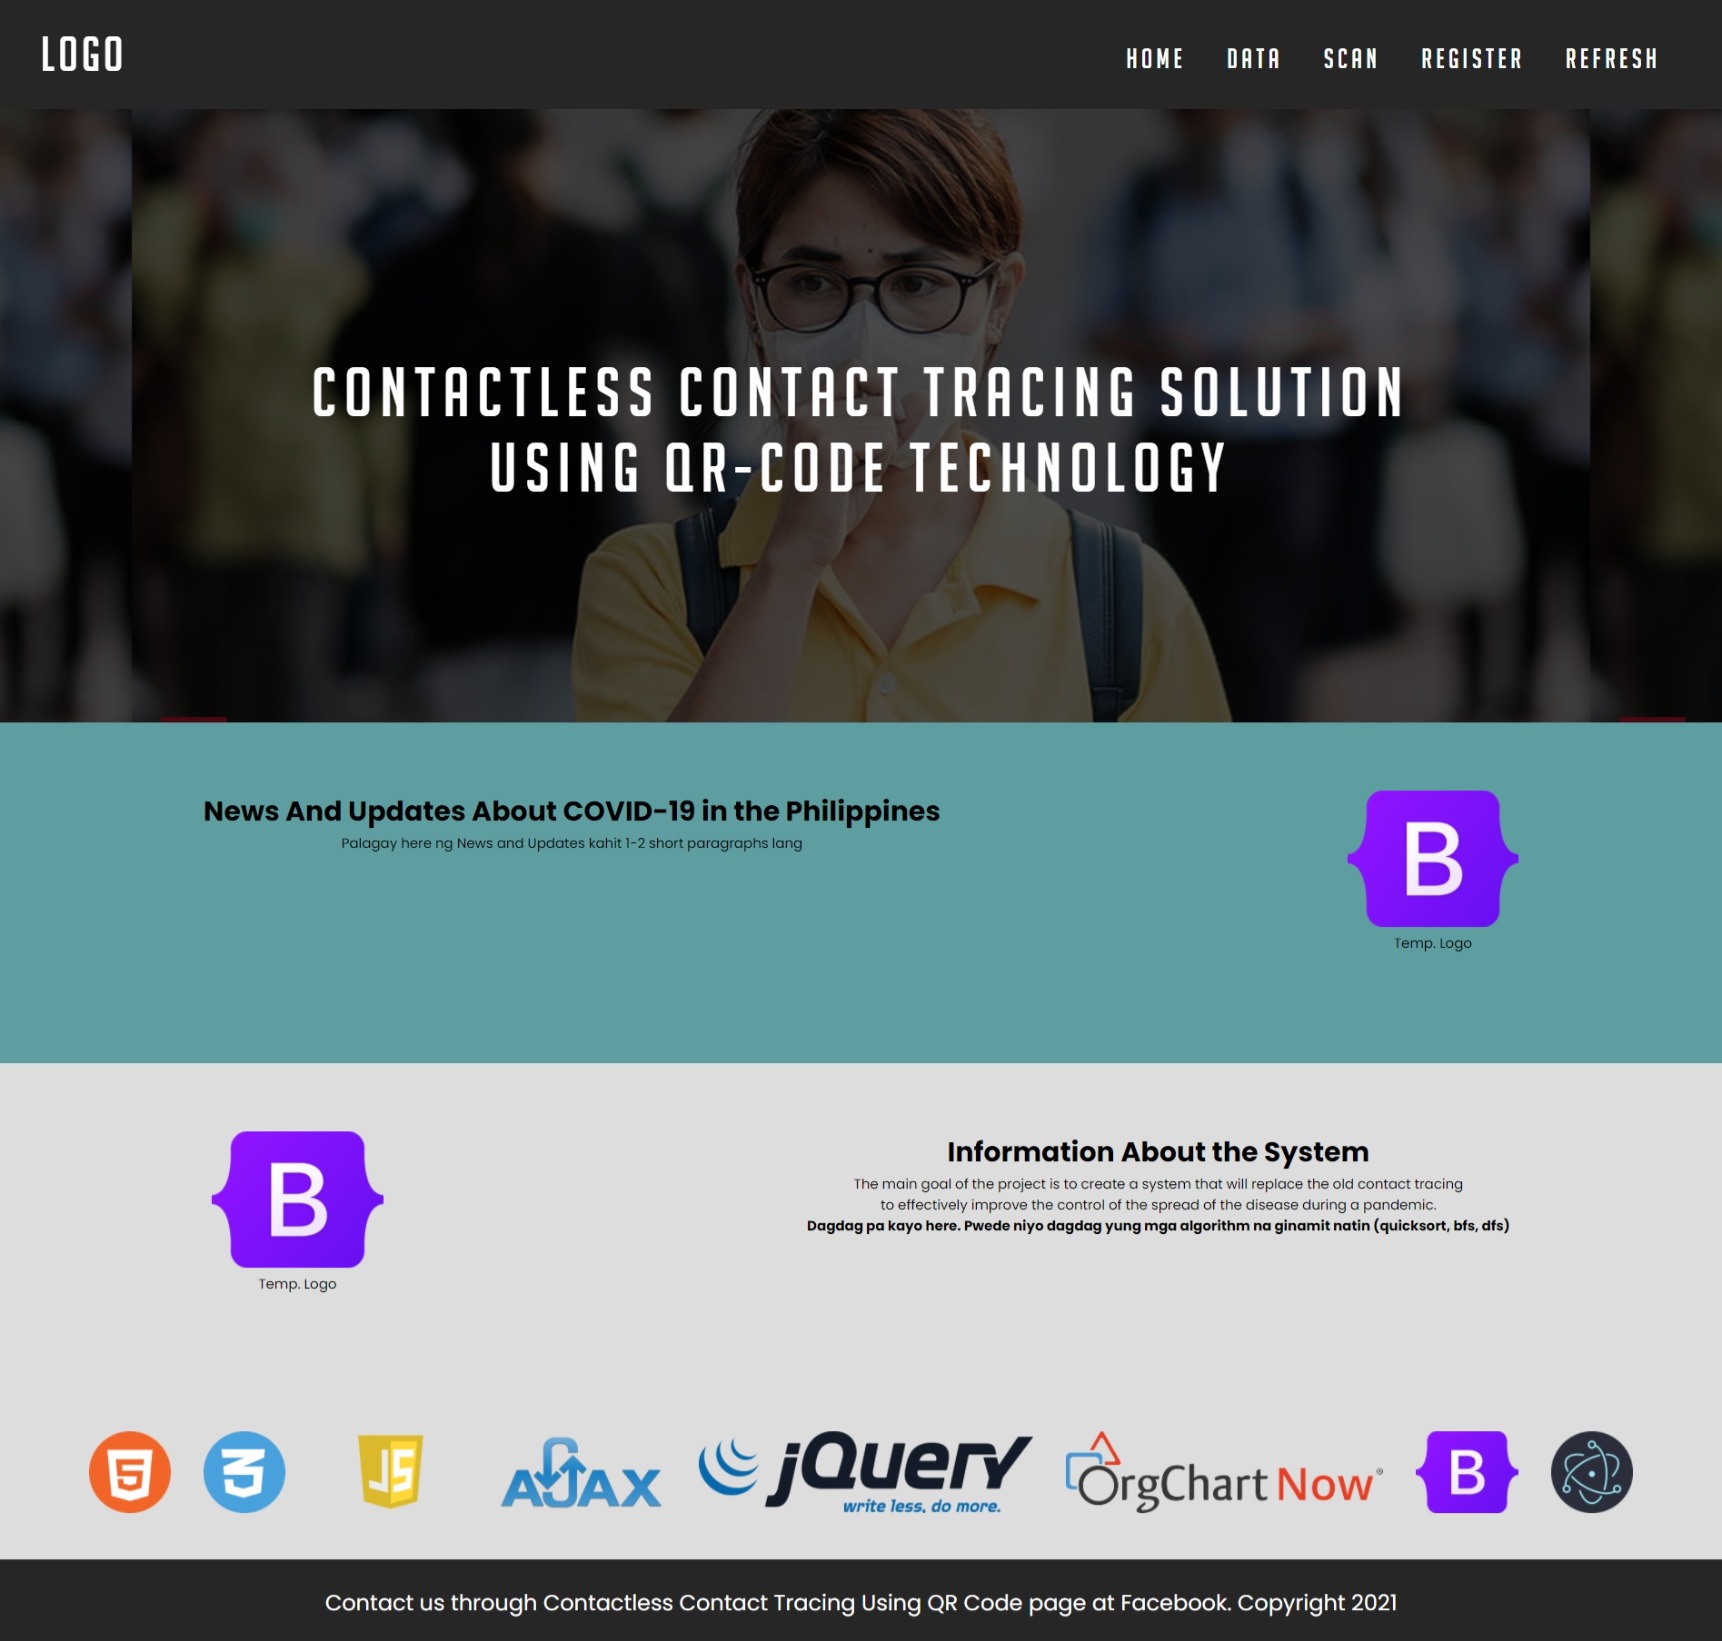 LOGO
HOME DATA SCAN REGISTER REFRESH
CONTACTLESS CONTACT TRACING SOLUTION
USING QR-CODE TECHNOLOGY
News And Updates About COVID-19 in the Philippines
Palagay here ng News and Updates kahit 1-2 short paragraphs lang
B
Temp. Logo
B
Temp. Logo
Information About the System
The main goal of the project is to create a system that will replace the old contact tracing
to effectively improve the control of the spread of the disease during a pandemic.
Dagdag pa kayo here. Pwede niyo dagdag yung mga algorithm na ginamit natin (quicksort, bfs, dfs)
5 3 JS AJAX jQuery OrgChart Now® B
write less, do more.
Contact us through Contactless Contact Tracing Using QR Code page at Facebook. Copyright 2021